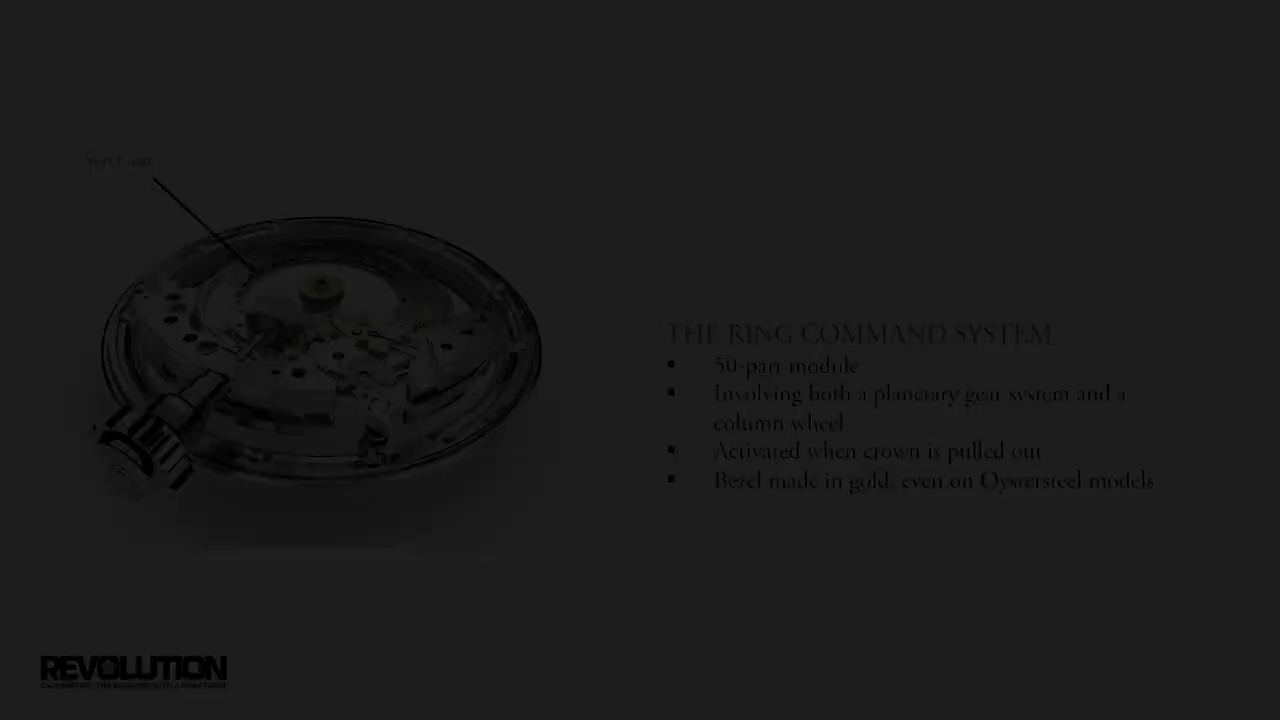 THE RING COMMAND SYSTEM
▪ 50-part module
▪ Involving both a planetary gear system and a
column wheel
▪ Activated when crown is pulled out
▪ Bezel made in gold, even on Oystersteel models
REVOLUTION